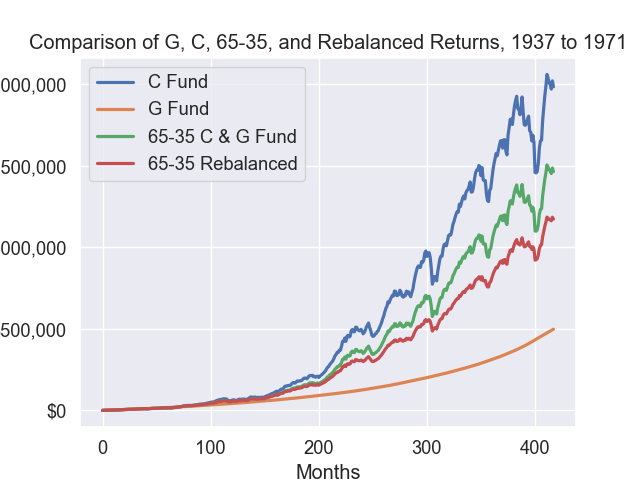 Comparison of G, C, 65-35, and Rebalanced Returns, 1937 to 1971
C Fund
G Fund
65-35 C & G Fund
65-35 Rebalanced
000,000
500,000
000,000
500,000
$0
0 100 200 300 400
Months